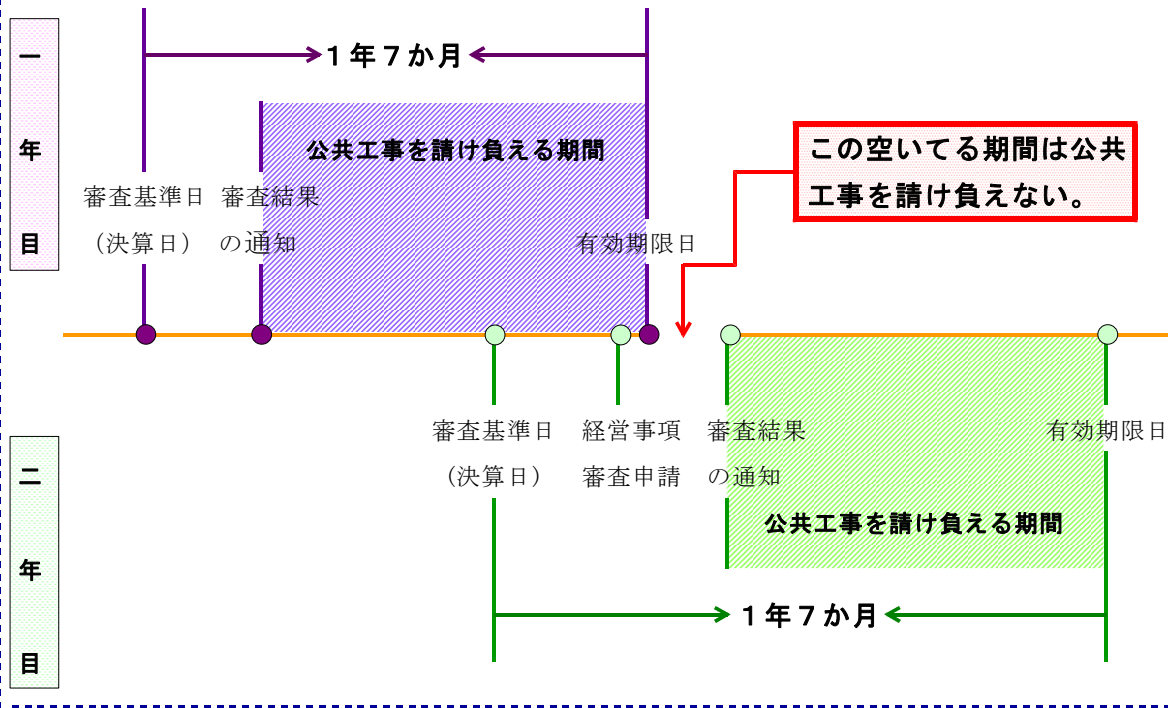 一年目
１年７か月
公共工事を請け負える期間
この空いてる期間は公共
工事を請け負えない。
審査基準日
（決算日）
審査結果
の通知
有効期限日
二年目
審査基準日
（決算日）
経営事項
審査申請
審査結果
の通知
有効期限日
公共工事を請け負える期間
１年７か月